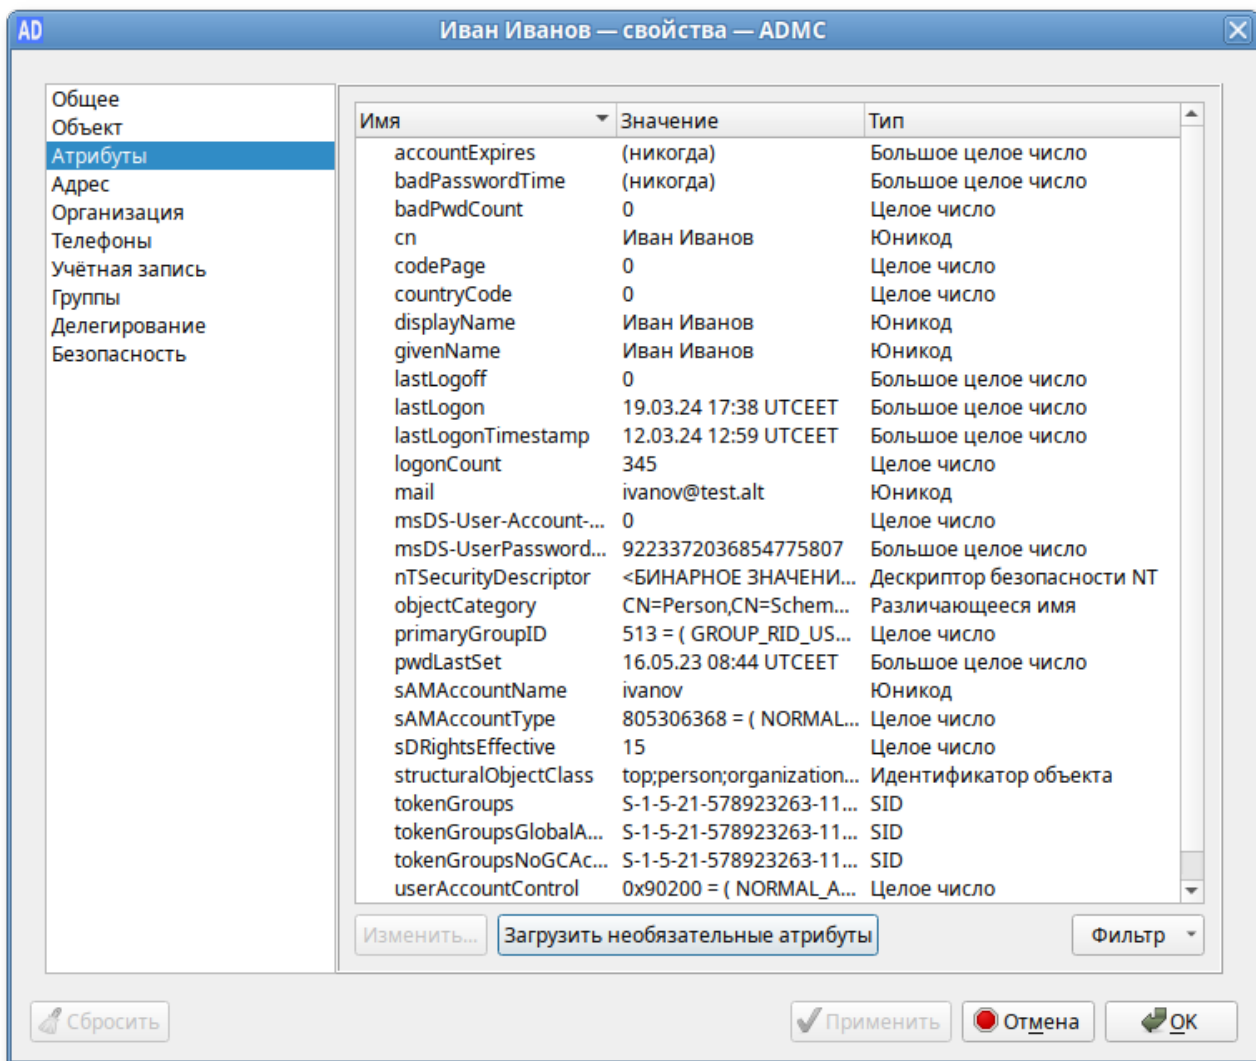 AD Иван Иванов — свойства — ADMC
Общее
Объект
Атрибуты
Адрес
Организация
Телефоны
Учётная запись
Группы
Делегирование
Безопасность
Имя Значение Тип
accountExpires (никогда) Большое целое число
badPasswordTime (никогда) Большое целое число
badPwdCount 0 Целое число
cn Иван Иванов Юникод
codePage 0 Целое число
countryCode 0 Целое число
displayName Иван Иванов Юникод
givenName Иван Иванов Юникод
lastLogoff 0 Большое целое число
lastLogon 19.03.24 17:38 UTCEET Большое целое число
lastLogonTimestamp 12.03.24 12:59 UTCEET Большое целое число
logonCount 345 Целое число
mail ivanov@test.alt Юникод
msDS-User-Account-... 0 Целое число
msDS-UserPassword... 9223372036854775807 Большое целое число
nTSecurityDescriptor <БИНАРНОЕ ЗНАЧЕНИ... Дескриптор безопасности NT
objectCategory CN=Person,CN=Schem... Различающееся имя
primaryGroupID 513 = ( GROUP_RID_US... Целое число
pwdLastSet 16.05.23 08:44 UTCEET Большое целое число
sAMAccountName ivanov Юникод
sAMAccountType 805306368 = ( NORMAL... Целое число
sDRightsEffective 15 Целое число
structuralObjectClass top;person;organization... Идентификатор объекта
tokenGroups S-1-5-21-578923263-11... SID
tokenGroupsGlobalA... S-1-5-21-578923263-11... SID
tokenGroupsNoGCAc... S-1-5-21-578923263-11... SID
userAccountControl 0x90200 = ( NORMAL_A... Целое число
Изменить... Загрузить необязательные атрибуты Фильтр
Сбросить Применить Отмена OK